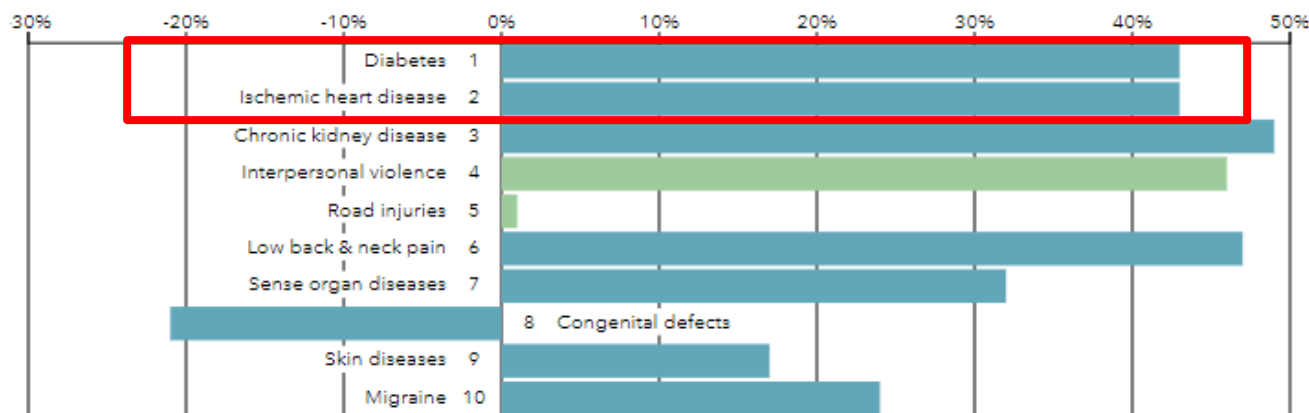 -30% -20% -10% 0% 10% 20% 30% 40% 50%
Diabetes 1
Ischemic heart disease 2
Chronic kidney disease 3
Interpersonal violence 4
Road injuries 5
Low back & neck pain 6
Sense organ diseases 7
8 Congenital defects
Skin diseases 9
Migraine 10